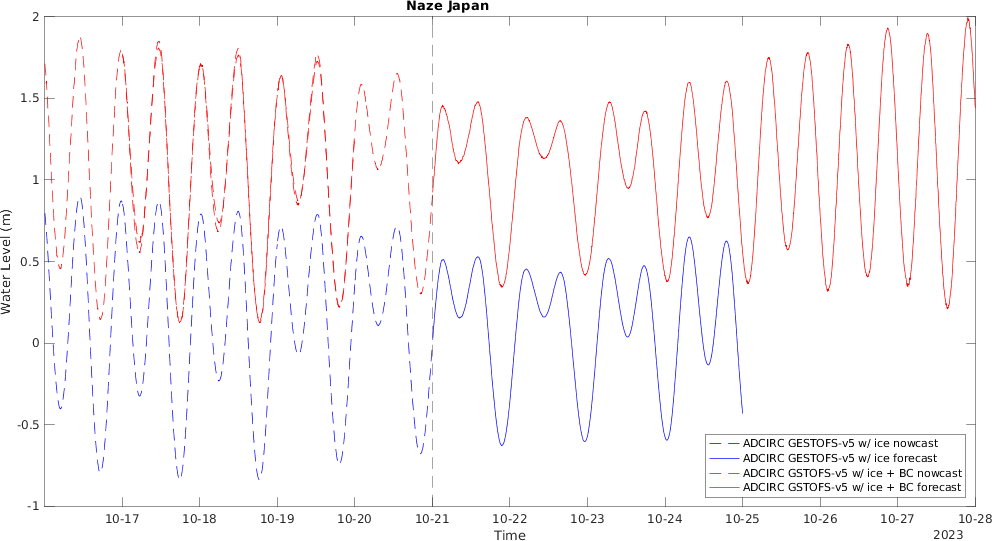 Naze Japan
2
1.5
1
0.5
0
-0.5
-1
Water Level (m)
ADCIRC GESTOFS-v5 w/ ice nowcast
ADCIRC GESTOFS-v5 w/ ice forecast
ADCIRC GSTOFS-v5 w/ ice + BC nowcast
ADCIRC GSTOFS-v5 w/ ice + BC forecast
10-17 10-18 10-19 10-20 10-21 10-22 10-23 10-24 10-25 10-26 10-27 10-28
Time
2023